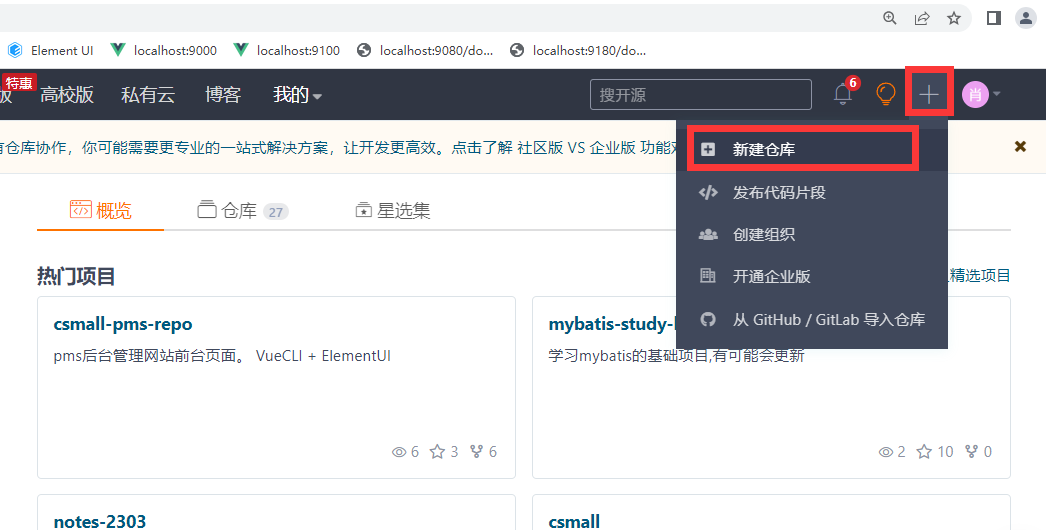 Element UI localhost:9000 localhost:9100 localhost:9080/do... localhost:9180/do...
特惠
版 高校版 私有云 博客 我的 搜开源 6 肖
仓库协作，你可能需要更专业的一站式解决方案，让开发更高效。点击了解 社区版 VS 企业版 功能
新建仓库
发布代码片段
创建组织
开通企业版
从 GitHub / GitLab 导入仓库
概览 仓库 27 星选集
热门项目 精选项目
csmall-pms-repo
pms后台管理网站前台页面。 VueCLI + ElementUI
6 3 6
mybatis-study-
学习mybatis的基础项目,有可能会更新
2 10 0
notes-2303
csmall